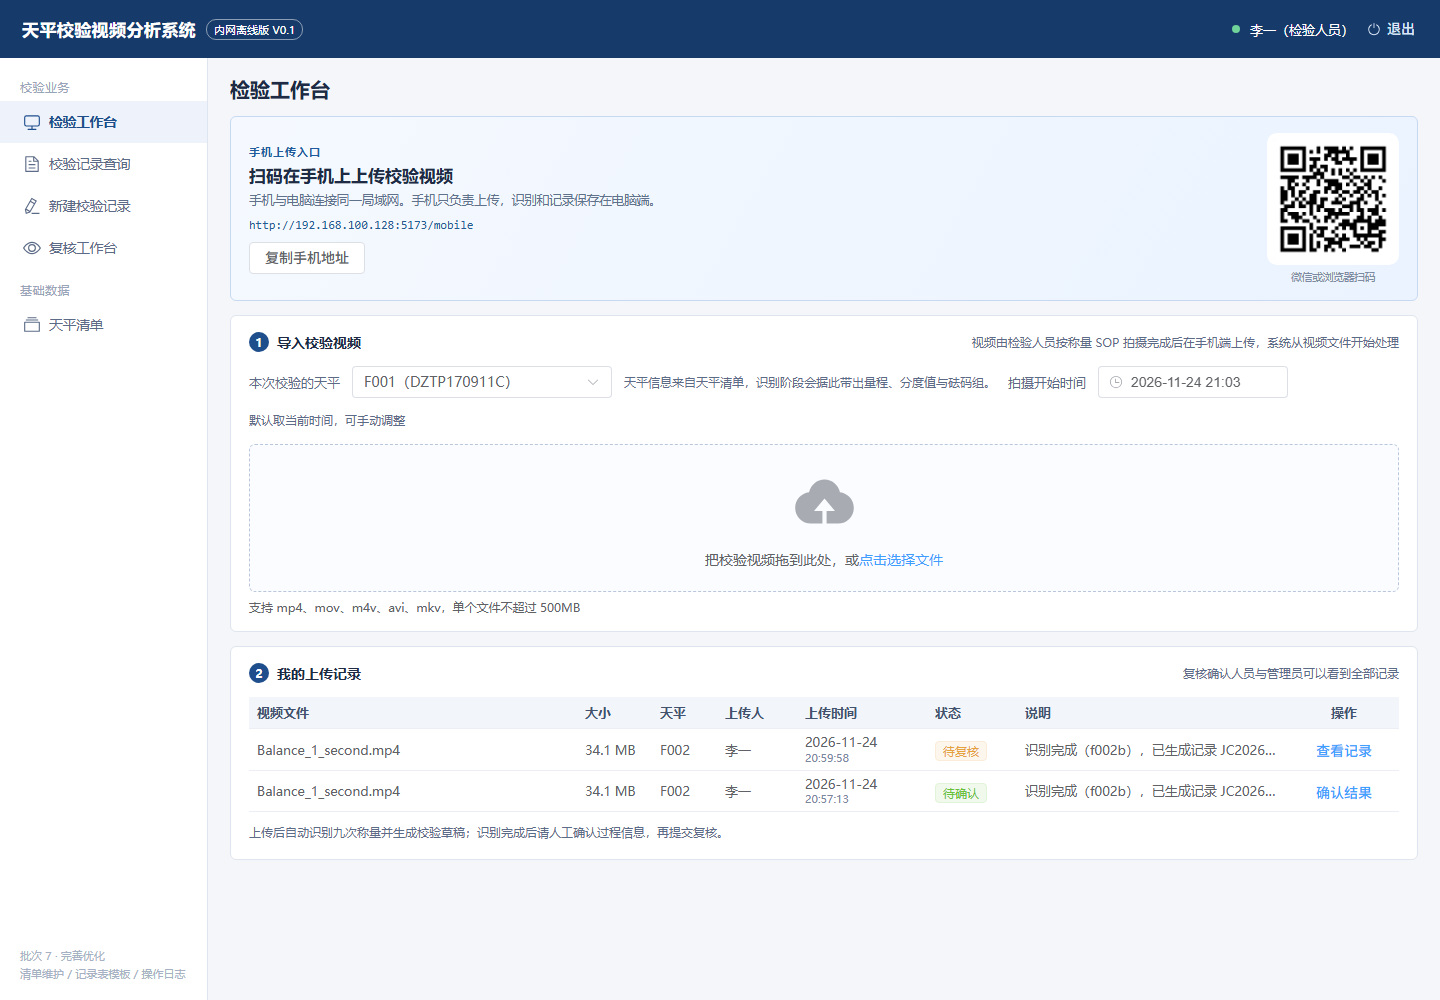 天平校验视频分析系统 内网离线版 V0.1
李一（检验人员） 退出
校验业务
检验工作台
校验记录查询
新建校验记录
复核工作台
基础数据
天平清单
批次 7 · 完善优化
清单维护 / 记录表模板 / 操作日志
检验工作台
手机上传入口
扫码在手机上上传校验视频
手机与电脑连接同一局域网。手机只负责上传，识别和记录保存在电脑端。
http://192.168.100.128:5173/mobile
复制手机地址
微信或浏览器扫码
1 导入校验视频 视频由检验人员按称量 SOP 拍摄完成后在手机端上传，系统从视频文件开始处理
本次校验的天平 F001（DZTP170911C） 天平信息来自天平清单，识别阶段会据此带出量程、分度值与砝码组。 拍摄开始时间 2026-11-24 21:03
默认取当前时间，可手动调整
把校验视频拖到此处，或点击选择文件
支持 mp4、mov、m4v、avi、mkv，单个文件不超过 500MB
2 我的上传记录 复核确认人员与管理员可以看到全部记录
视频文件 大小 天平 上传人 上传时间 状态 说明 操作
Balance_1_second.mp4 34.1 MB F002 李一 2026-11-24 20:59:58 待复核 识别完成（f002b），已生成记录 JC2026... 查看记录
Balance_1_second.mp4 34.1 MB F002 李一 2026-11-24 20:57:13 待确认 识别完成（f002b），已生成记录 JC2026... 确认结果
上传后自动识别九次称量并生成校验草稿；识别完成后请人工确认过程信息，再提交复核。